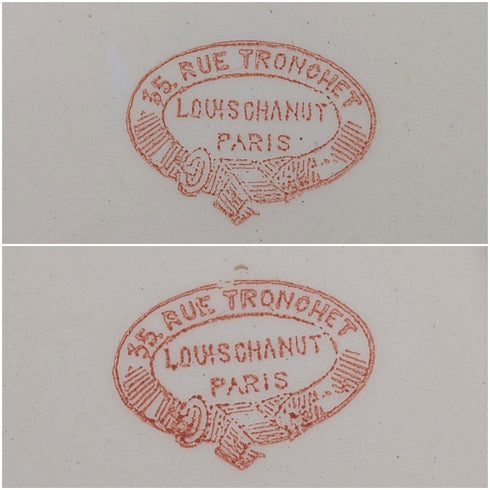 35. RUE TRONCHET
LOUIS CHANUT
PARIS
35. RUE TRONCHET
LOUIS CHANUT
PARIS